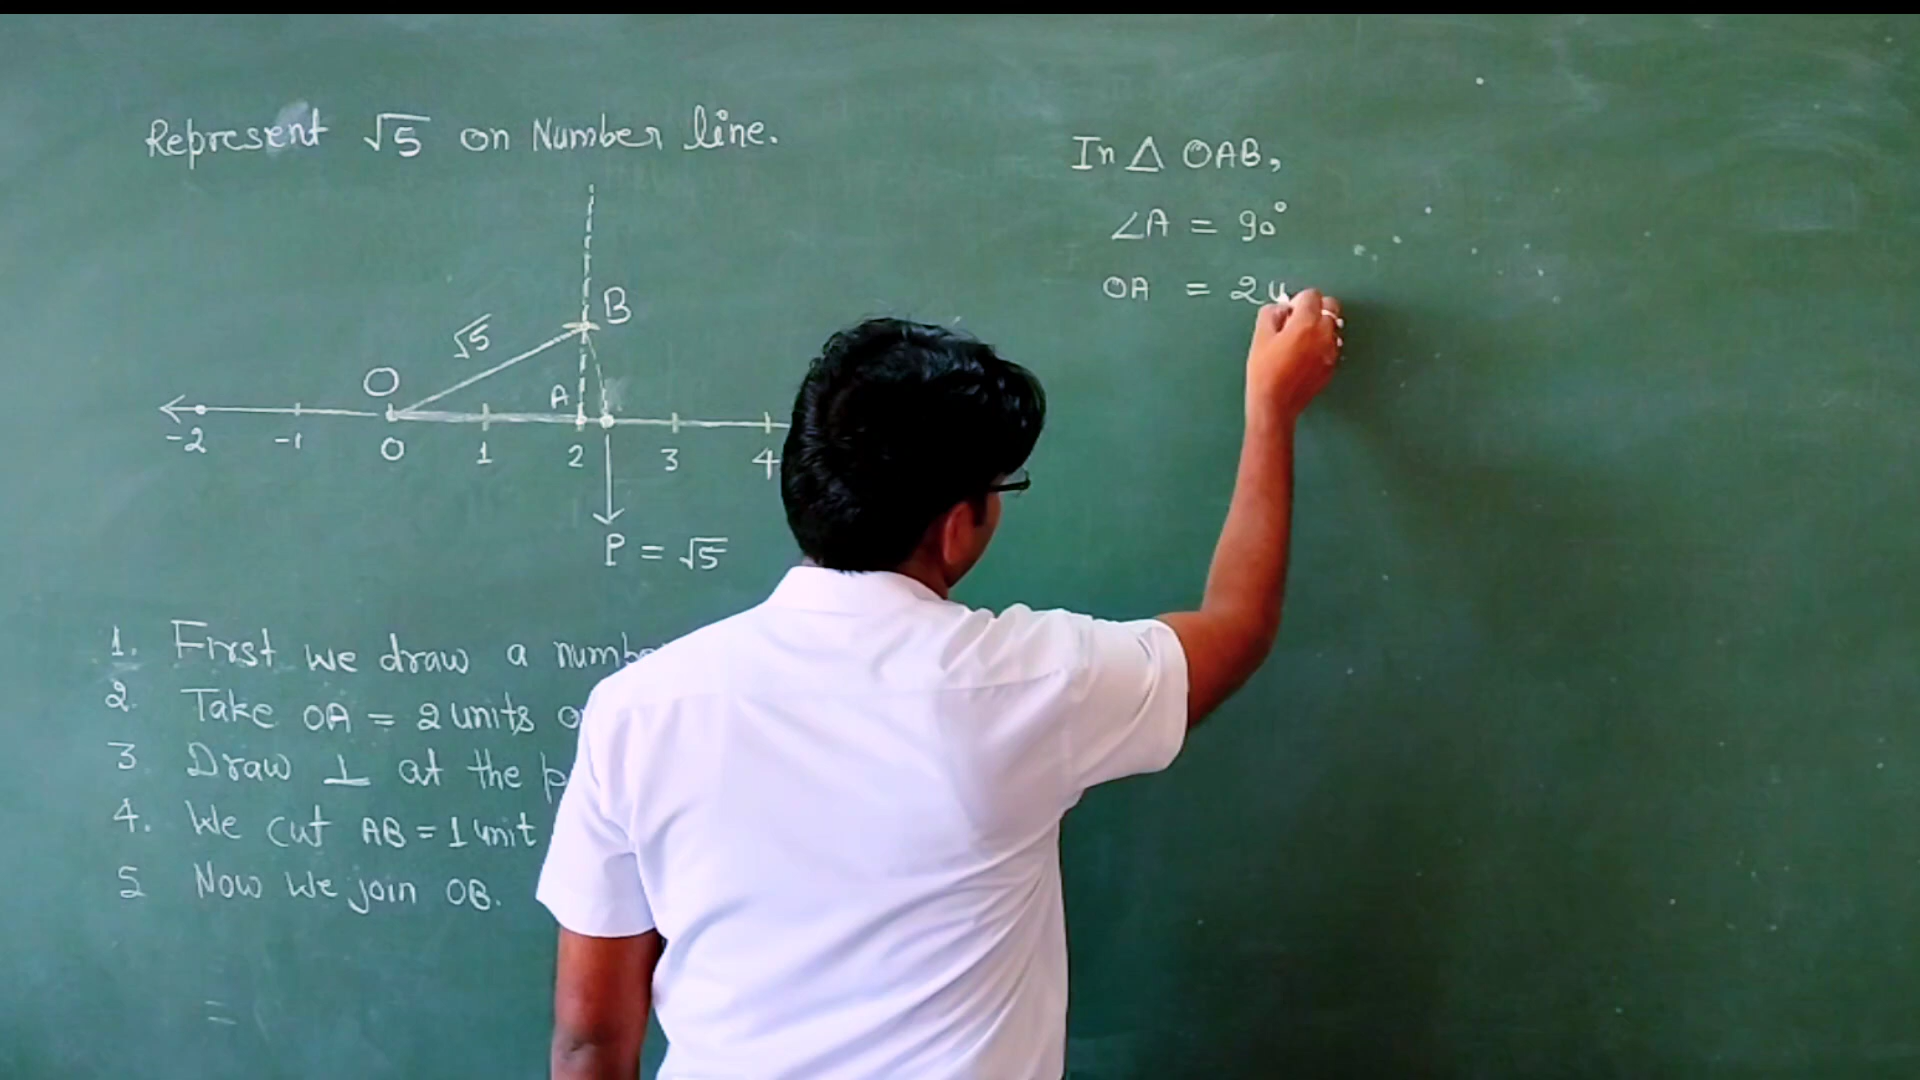 Represent √5 on Number line.
B
√5
O
A
-2 -1 0 1 2 3 4
P = √5
1. First we draw a
2. Take OA = 2 units
3 Draw ⊥ at the
4. We cut AB = 1 unit
5 Now we join OB.
=
In △ OAB,
∠A = 90°
OA = 2u